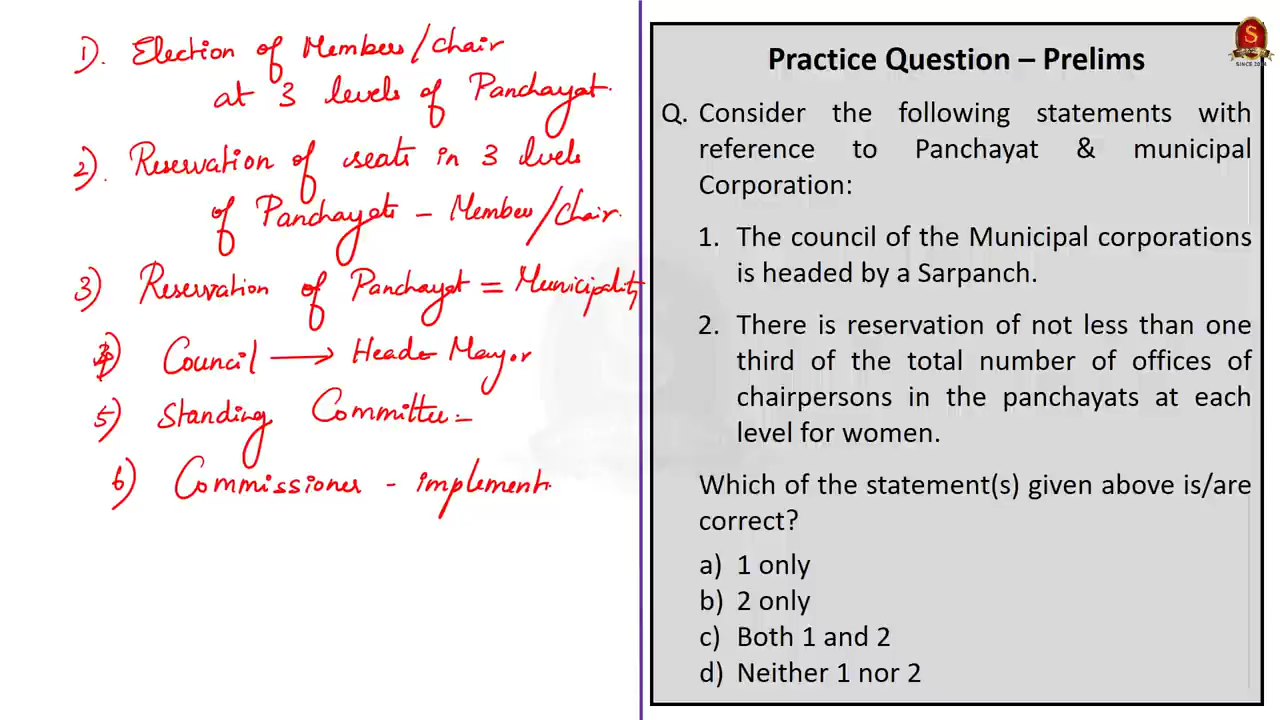 1). Election of Members/chair
at 3 levels of Panchayat.
2). Reservation of seats in 3 levels
of Panchayats - Members/Chair.
3) Reservation of Panchayat = Municipality
4) Council → Heads Mayor
5) Standing Committee -
6) Commissioner - implement.
S
SINCE 2004
Practice Question – Prelims
Q. Consider the following statements with
reference to Panchayat & municipal
Corporation:
1. The council of the Municipal corporations
is headed by a Sarpanch.
2. There is reservation of not less than one
third of the total number of offices of
chairpersons in the panchayats at each
level for women.
Which of the statement(s) given above is/are
correct?
a) 1 only
b) 2 only
c) Both 1 and 2
d) Neither 1 nor 2